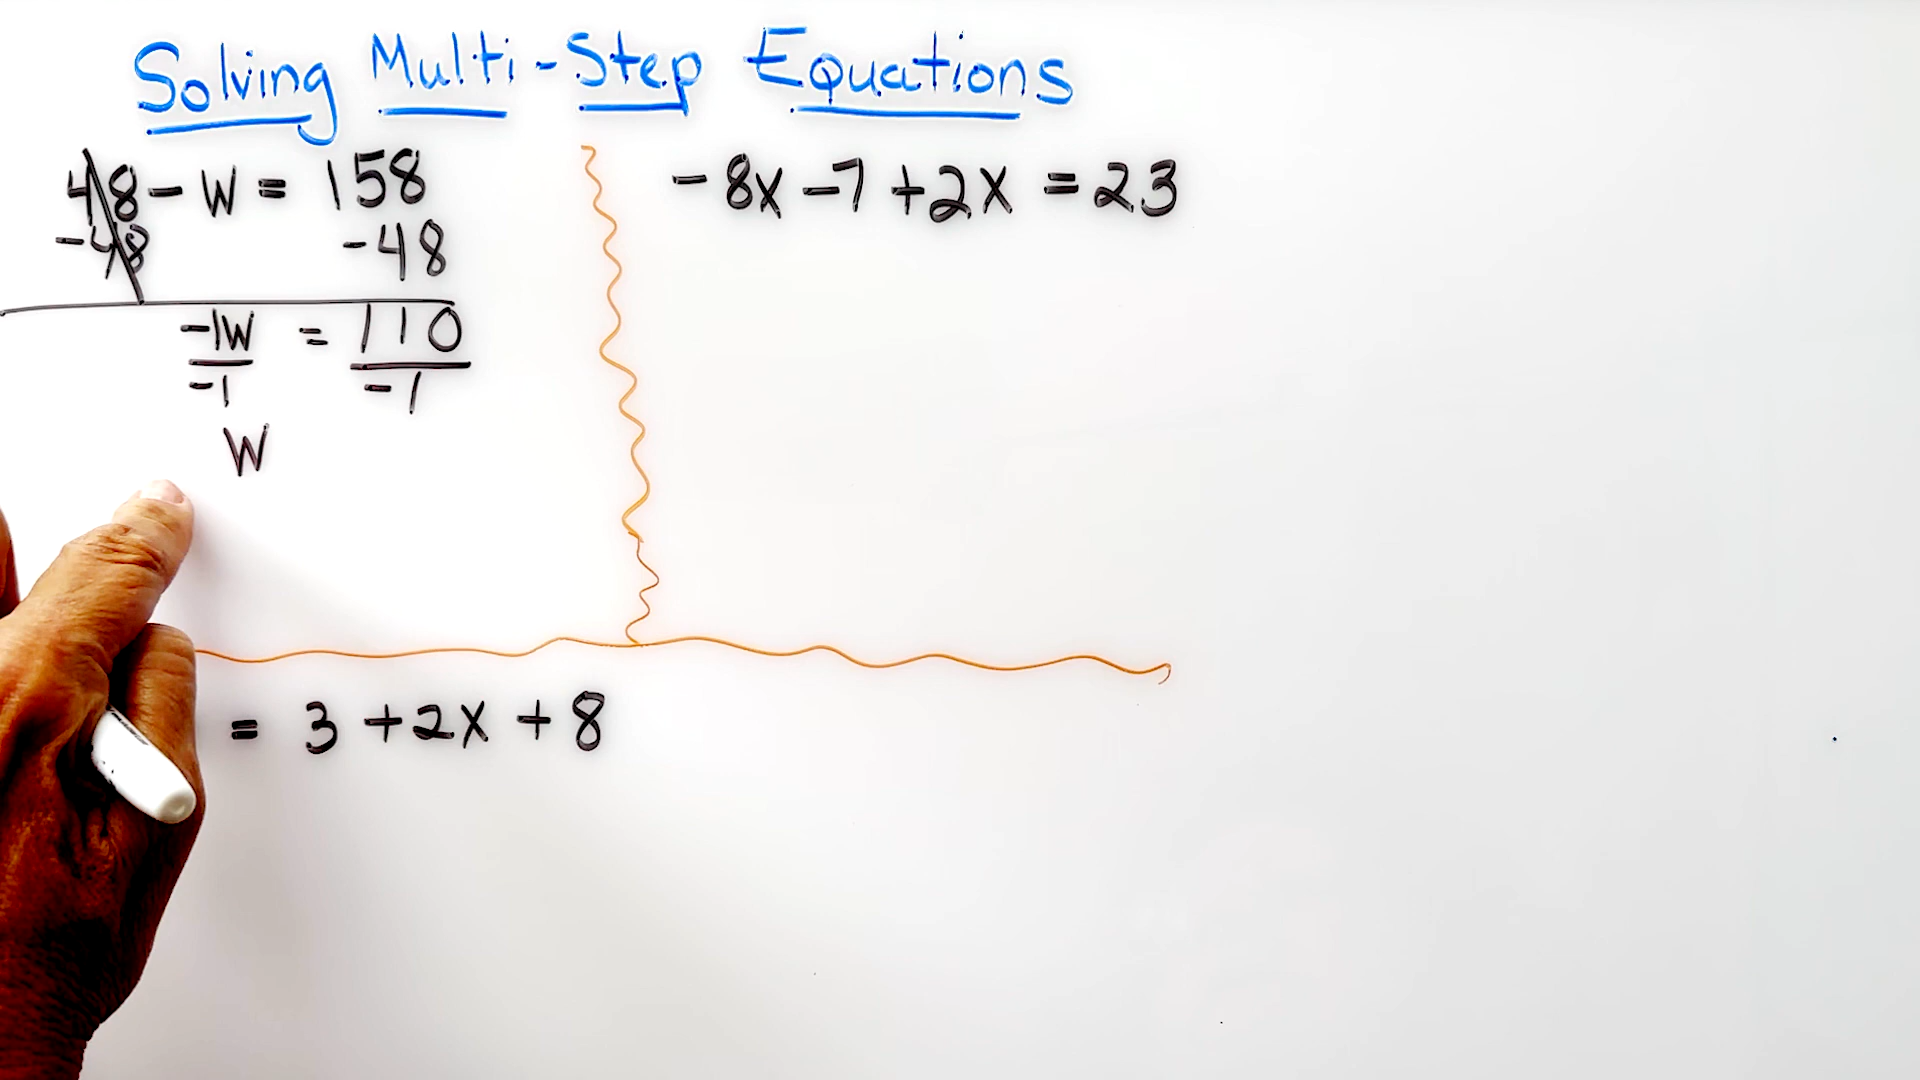 Solving Multi-Step Equations
48 - W = 158
-48 -48
-1W = 110
-1 -1
W
-8x -7 +2x = 23
= 3 +2x + 8